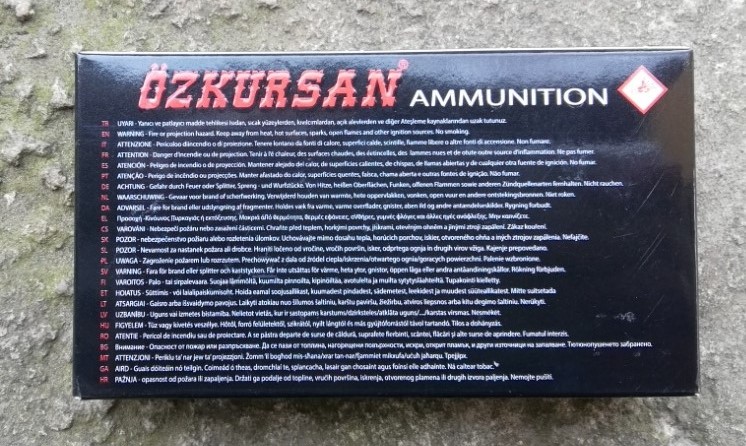 ÖZKURSAN® AMMUNITION
TR UYARI - Yanıcı ve patlayıcı madde tehlikesi Isıdan, sıcak yüzeylerden, kıvılcımlardan, açık alevlerden ve diğer Ateşleme kaynaklarından uzak tutunuz.
EN WARNING - Fire or projection hazard. Keep away from heat, hot surfaces, sparks, open flames and other ignition sources. No smoking.
IT ATTENZIONE - Pericolo di incendio o di proiezione. Tenere lontano da fonti di calore, superfici calde, scintille, fiamme libere o altre fonti di accensione. Non fumare.
FR ATTENTION - Danger d'incendie ou de projection. Tenir à l'é chaleur, des surfaces chaudes, des étincelles, des lammes nues et de outre source d'inflammation. Ne pas fumer.
ES ATENCIÓN - Peligro de incendio o de proyección. Mantener alejado del calor, de superficies calientes, de chispas, de llamas abiertas y de cualquier otra fuente de ignición. No fumar.
PT ATENÇÃO - Perigo de incêndio ou projeções. Manter afastado do calor, superfícies quentes, faísca, chama aberta e outras fontes de ignição. Não fumar.
DE ACHTUNG - Gefahr durch Feuer oder Splitter, Spreng - und Wurfstücke. Von Hitze, heißen Oberflächen, Funken, offenen Flammen sowie anderen Zündquellenarten fernhalten. Nicht rauchen.
NL WAARSCHUWING - Gevaar voor brand of scherfwerking. Verwijderd houden van warmte, hete oppervlakken, vonken, open vuur en andere ontstekingsbronnen. Niet roken.
DA ADVARSEL - Fare for brand eller udslyngning af fragmenter. Holdes væk fra varme, varme overflader, gnister, åben ild og andre antændelseskilder. Rygning forbudt.
EL Προσοχή - Κίνδυνος Πυρκαγιάς ή εκτόξευσης. Μακριά από θερμότητα, θερμές επιφάνειες, σπίθες, γυμνές φλόγες και άλλες πηγές ανάφλεξης. Μην καπνίζετε.
CS VAROVÁNÍ - Nebezpečí požáru nebo zasažení částicemi. Chraňte před teplem, horkými povrchy, jiskrami, otevřeným ohněm a jinými zdroji zapálení. Zákaz kouření.
SK POZOR - nebezpečenstvo požiaru alebo rozletenia úlomkov. Uchovávajte mimo dosahu tepla, horúcich povrchov, iskier, otvoreného ohňa a iných zdrojov zapálenia. Nefajčite.
SL POZOR - Nevarnost za nastanek požara ali drobce. Hraniti ločeno od vročine, vročih površin, isker, odprtega ognja in drugih virov vžiga. Kajenje prepovedano.
PL UWAGA - Zagrożenie pożarem lub rozrzutem. Przechowywać z dala od źródeł ciepła/iskrzenia/otwartego ognia/gorących powierzchni. Palenie wzbronione.
SV VARNING - Fara för brand eller splitter och kaststycken. Får inte utsättas för värme, heta ytor, gnistor, öppen låga eller andra antändningskällor. Rökning förbjuden.
FI VAROITOS - Palo - tai sirpalevaara. Suojaa lämmöltä, kuumilta pinnoilta, kipinöiltä, avotulelta ja muilta sytytyslähteiltä. Tupakointi kielletty.
ET HOIATUS - Süttimis - või laialipaiskumisoht. Hoida eemal soojusallikast, kuumadest pindadest, sädemetest, leekidest ja muudest süüteallikatest. Mitte suitsetada
LT ATSARGIAI - Gaisro arba išsvaidymo pavojus. Laikyti atokiau nuo šilumos šaltinių, karštų paviršių, žiežirbų, atviros liepsnos arba kitų degimo šaltinių. Nerūkyti.
LV UZBANĪBU - Uguns vai izmetes bīstamība. Nelietot vietās, kur ir sastopams karstums/dzirksteles/atklāta uguns/.../karstas virsmas. Nesmēķēt.
HU FIGYELEM - Tűz vagy kivetés veszélye. Hőtől, forró felületektől, szikrától, nyílt lángtól és más gyújtóforrástól távol tartandó. Tilos a dohányzás.
RO ATENTIE - Pericol de incendiu sau de proiectare. A se păstra departe de surse de căldură, suprafețe fierbinti, scântei, flăcări și alte surse de aprindere. Fumatul interzis.
BG Внимание - Опасност от пожар или разпръскване. Да се пази от топлина, нагорещени повърхности, искри, открит пламък, и други източници на запалване. Тютюнопушенето забранено.
MT ATTENZJONI - Periklu ta' nar jew ta' projezzjoni. Żomm 'il bogħod mis-sħana/xrar tan-nar/fjammiet mikxufa/uċuħ jaħarqu. Tpejjipx.
GA AIRD - Guais dóiteáin nó teilgin. Coimeád ó theas, dromchlaí te, splancacha, lasair gan chosaint agus foinsí eile adhainte. Ná caitear tobac.
HR PAŽNJA - opasnost od požara ili zapaljenja. Držati ga podalje od topline, vrućih površina, iskrenja, otvorenog plamena ili drugih izvora paljenja. Nemojte pušiti.